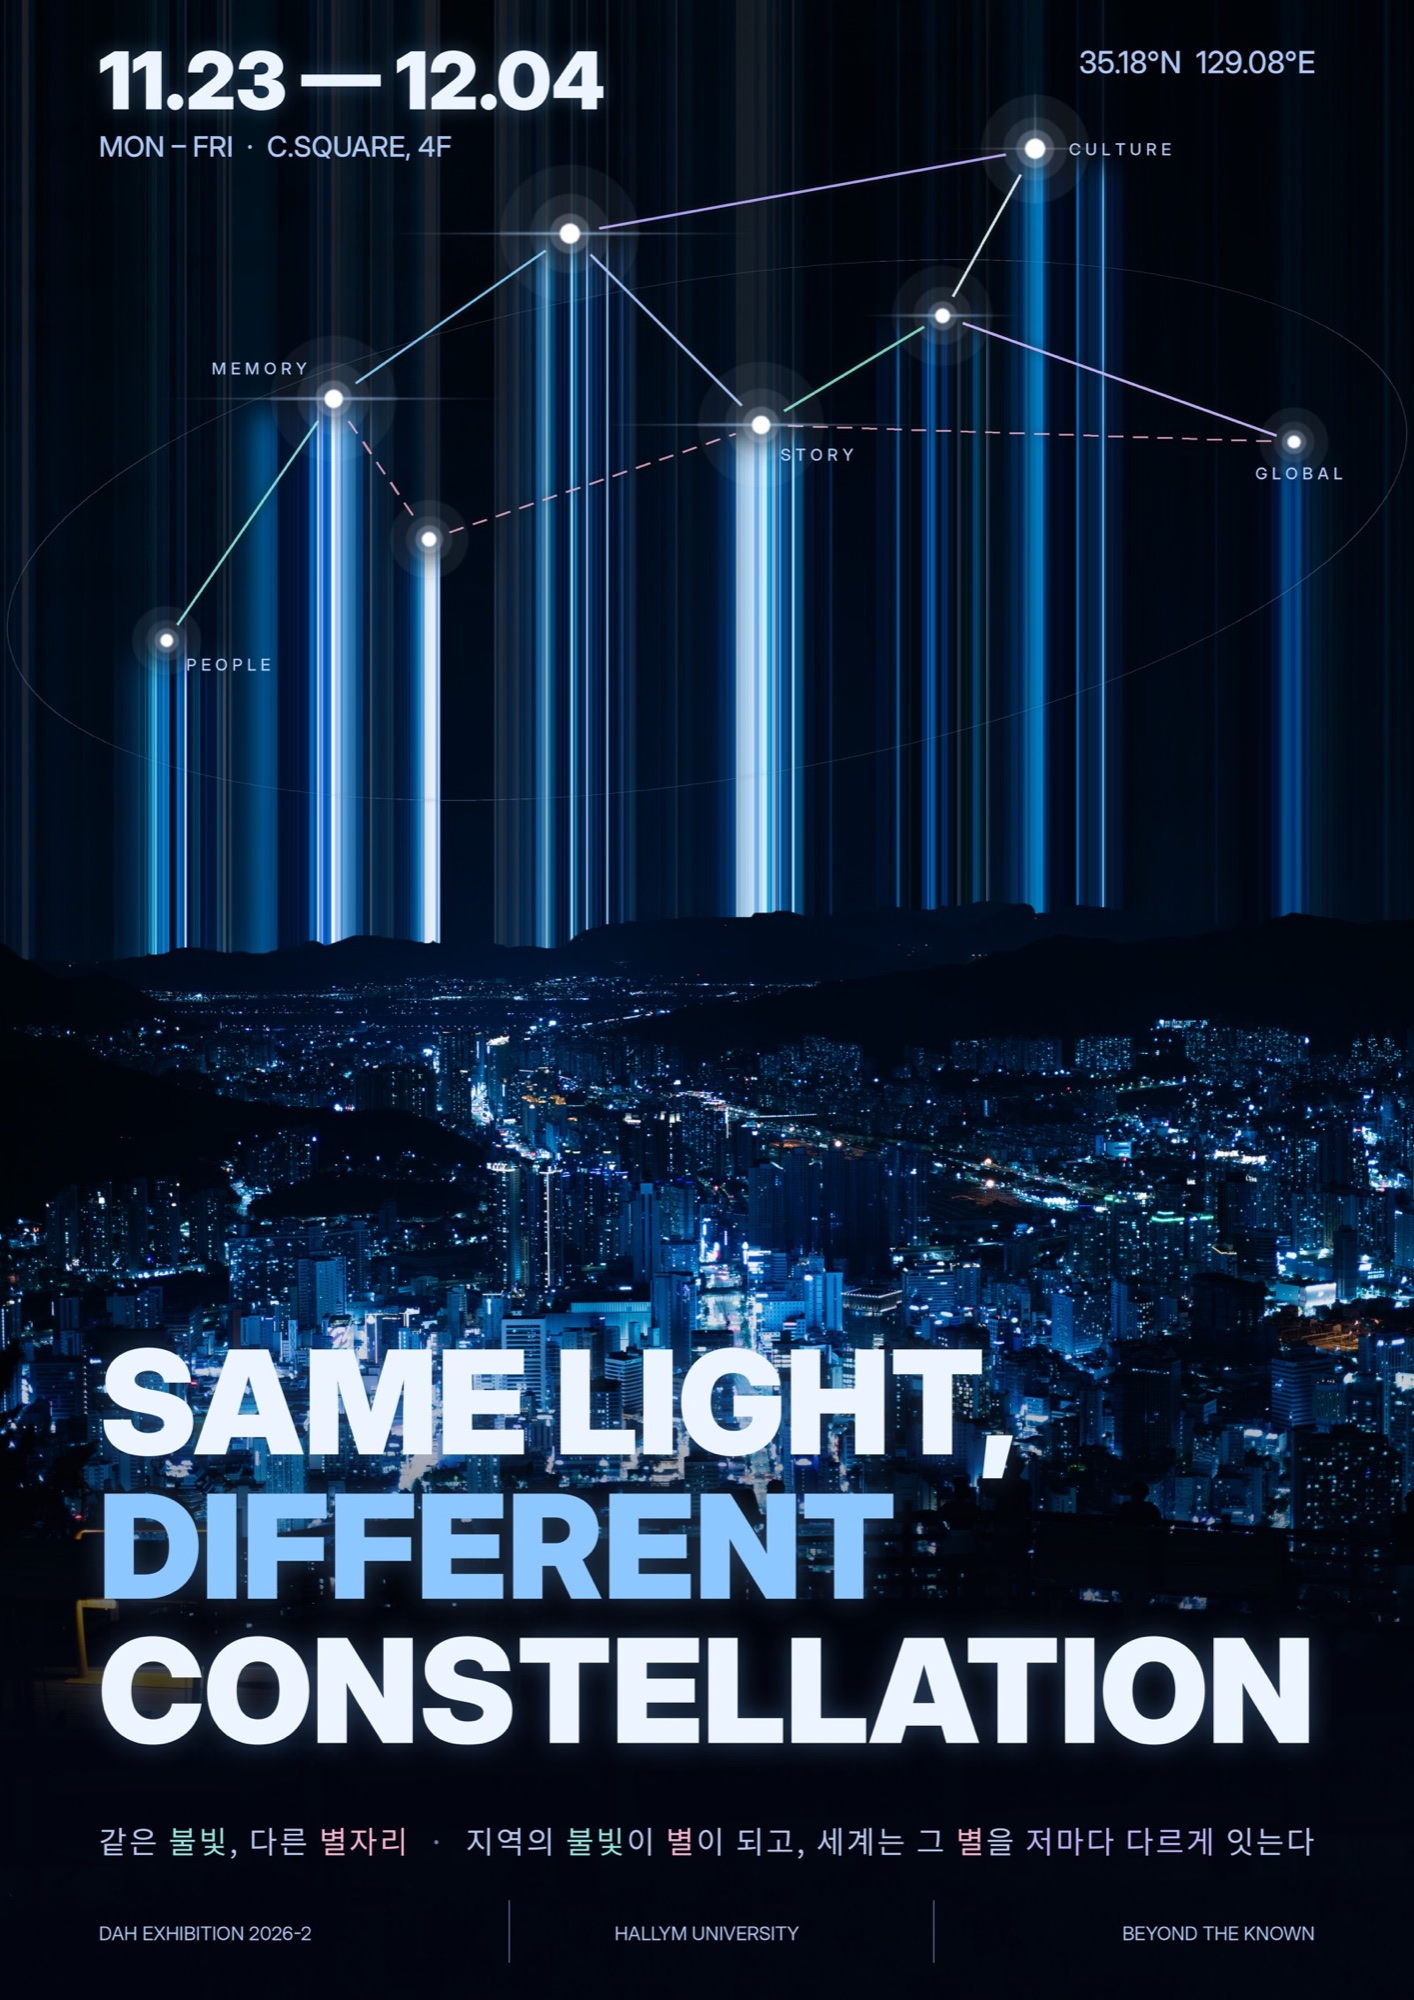 11.23 — 12.04
35.18°N 129.08°E
MON – FRI · C.SQUARE, 4F
CULTURE
MEMORY
STORY
GLOBAL
PEOPLE
SAME LIGHT,
DIFFERENT
CONSTELLATION
같은 불빛, 다른 별자리 · 지역의 불빛이 별이 되고, 세계는 그 별을 저마다 다르게 잇는다
DAH EXHIBITION 2026-2
HALLYM UNIVERSITY
BEYOND THE KNOWN